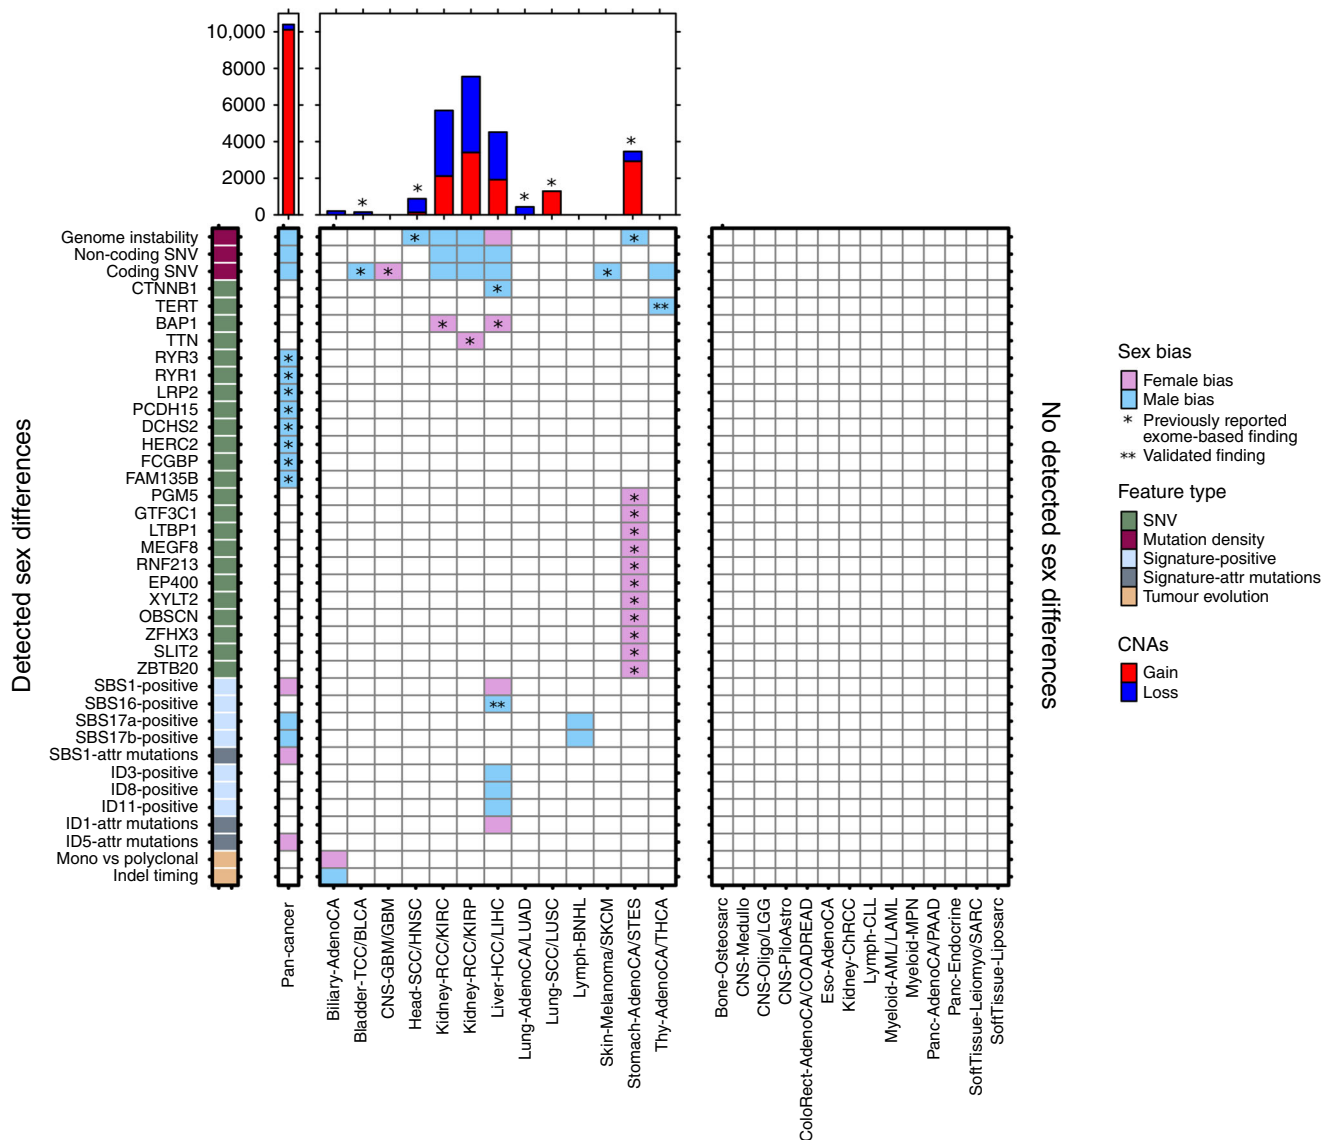 10,000
8000
6000
4000
2000
0
*
*
*
*
*
Detected sex differences
Genome instability
* *
Non-coding SNV
Coding SNV
* * *
CTNNB1
*
TERT
**
BAP1
* *
TTN
*
RYR3
*
RYR1
*
LRP2
*
PCDH15
*
DCHS2
*
HERC2
*
FCGBP
*
FAM135B
*
PGM5
*
GTF3C1
*
LTBP1
*
MEGF8
*
RNF213
*
EP400
*
XYLT2
*
OBSCN
*
ZFHX3
*
SLIT2
*
ZBTB20
*
SBS1-positive
SBS16-positive
**
SBS17a-positive
SBS17b-positive
SBS1-attr mutations
ID3-positive
ID8-positive
ID11-positive
ID1-attr mutations
ID5-attr mutations
Mono vs polyclonal
Indel timing
Pan-cancer
Biliary-AdenoCA
Bladder-TCC/BLCA
CNS-GBM/GBM
Head-SCC/HNSC
Kidney-RCC/KIRC
Kidney-RCC/KIRP
Liver-HCC/LIHC
Lung-AdenoCA/LUAD
Lung-SCC/LUSC
Lymph-BNHL
Skin-Melanoma/SKCM
Stomach-AdenoCA/STES
Thy-AdenoCA/THCA
Bone-Osteosarc
CNS-Medullo
CNS-Oligo/LGG
CNS-PiloAstro
ColoRect-AdenoCA/COADREAD
Eso-AdenoCA
Kidney-ChRCC
Lymph-CLL
Myeloid-AML/LAML
Myeloid-MPN
Panc-AdenoCA/PAAD
Panc-Endocrine
SoftTissue-Leiomyo/SARC
SoftTissue-Liposarc
No detected sex differences
Sex bias
Female bias
Male bias
* Previously reported
exome-based finding
** Validated finding
Feature type
SNV
Mutation density
Signature-positive
Signature-attr mutations
Tumour evolution
CNAs
Gain
Loss